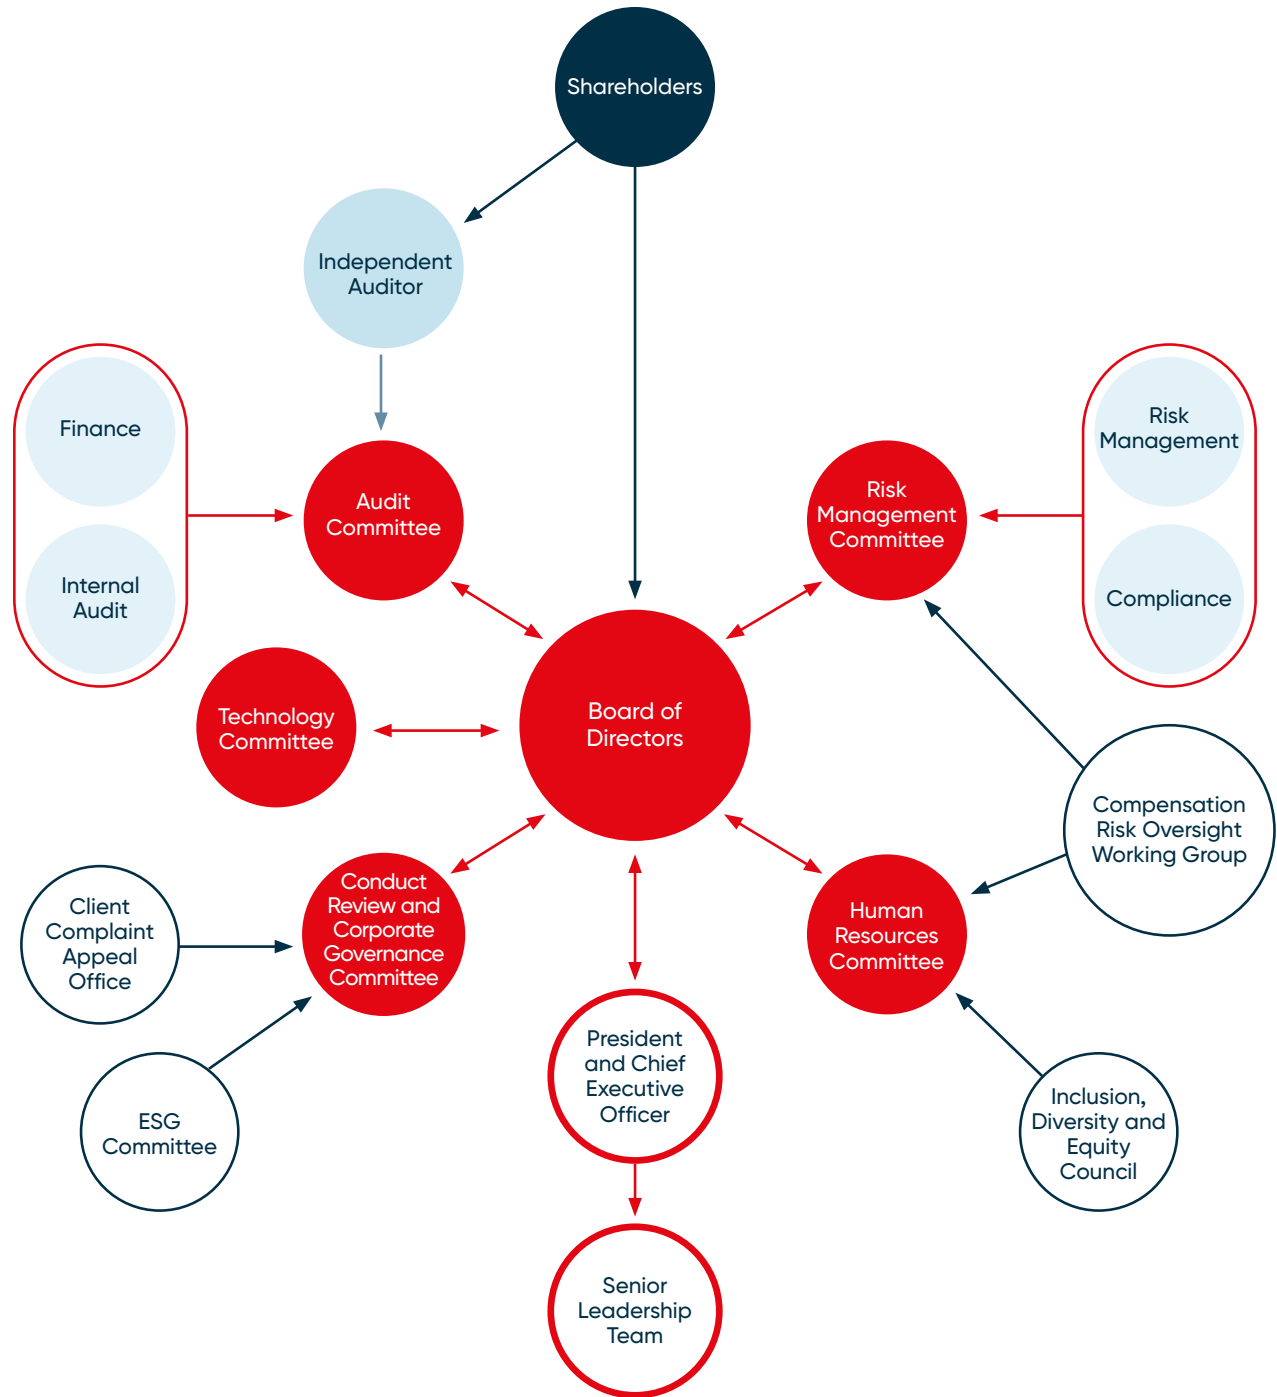 Shareholders
Independent
Auditor
Finance
Internal
Audit
Audit
Committee
Risk
Management
Committee
Risk
Management
Compliance
Technology
Committee
Board of
Directors
Compensation
Risk Oversight
Working Group
Client
Complaint
Appeal
Office
Conduct
Review and
Corporate
Governance
Committee
Human
Resources
Committee
ESG
Committee
President
and Chief
Executive
Officer
Inclusion,
Diversity and
Equity
Council
Senior
Leadership
Team